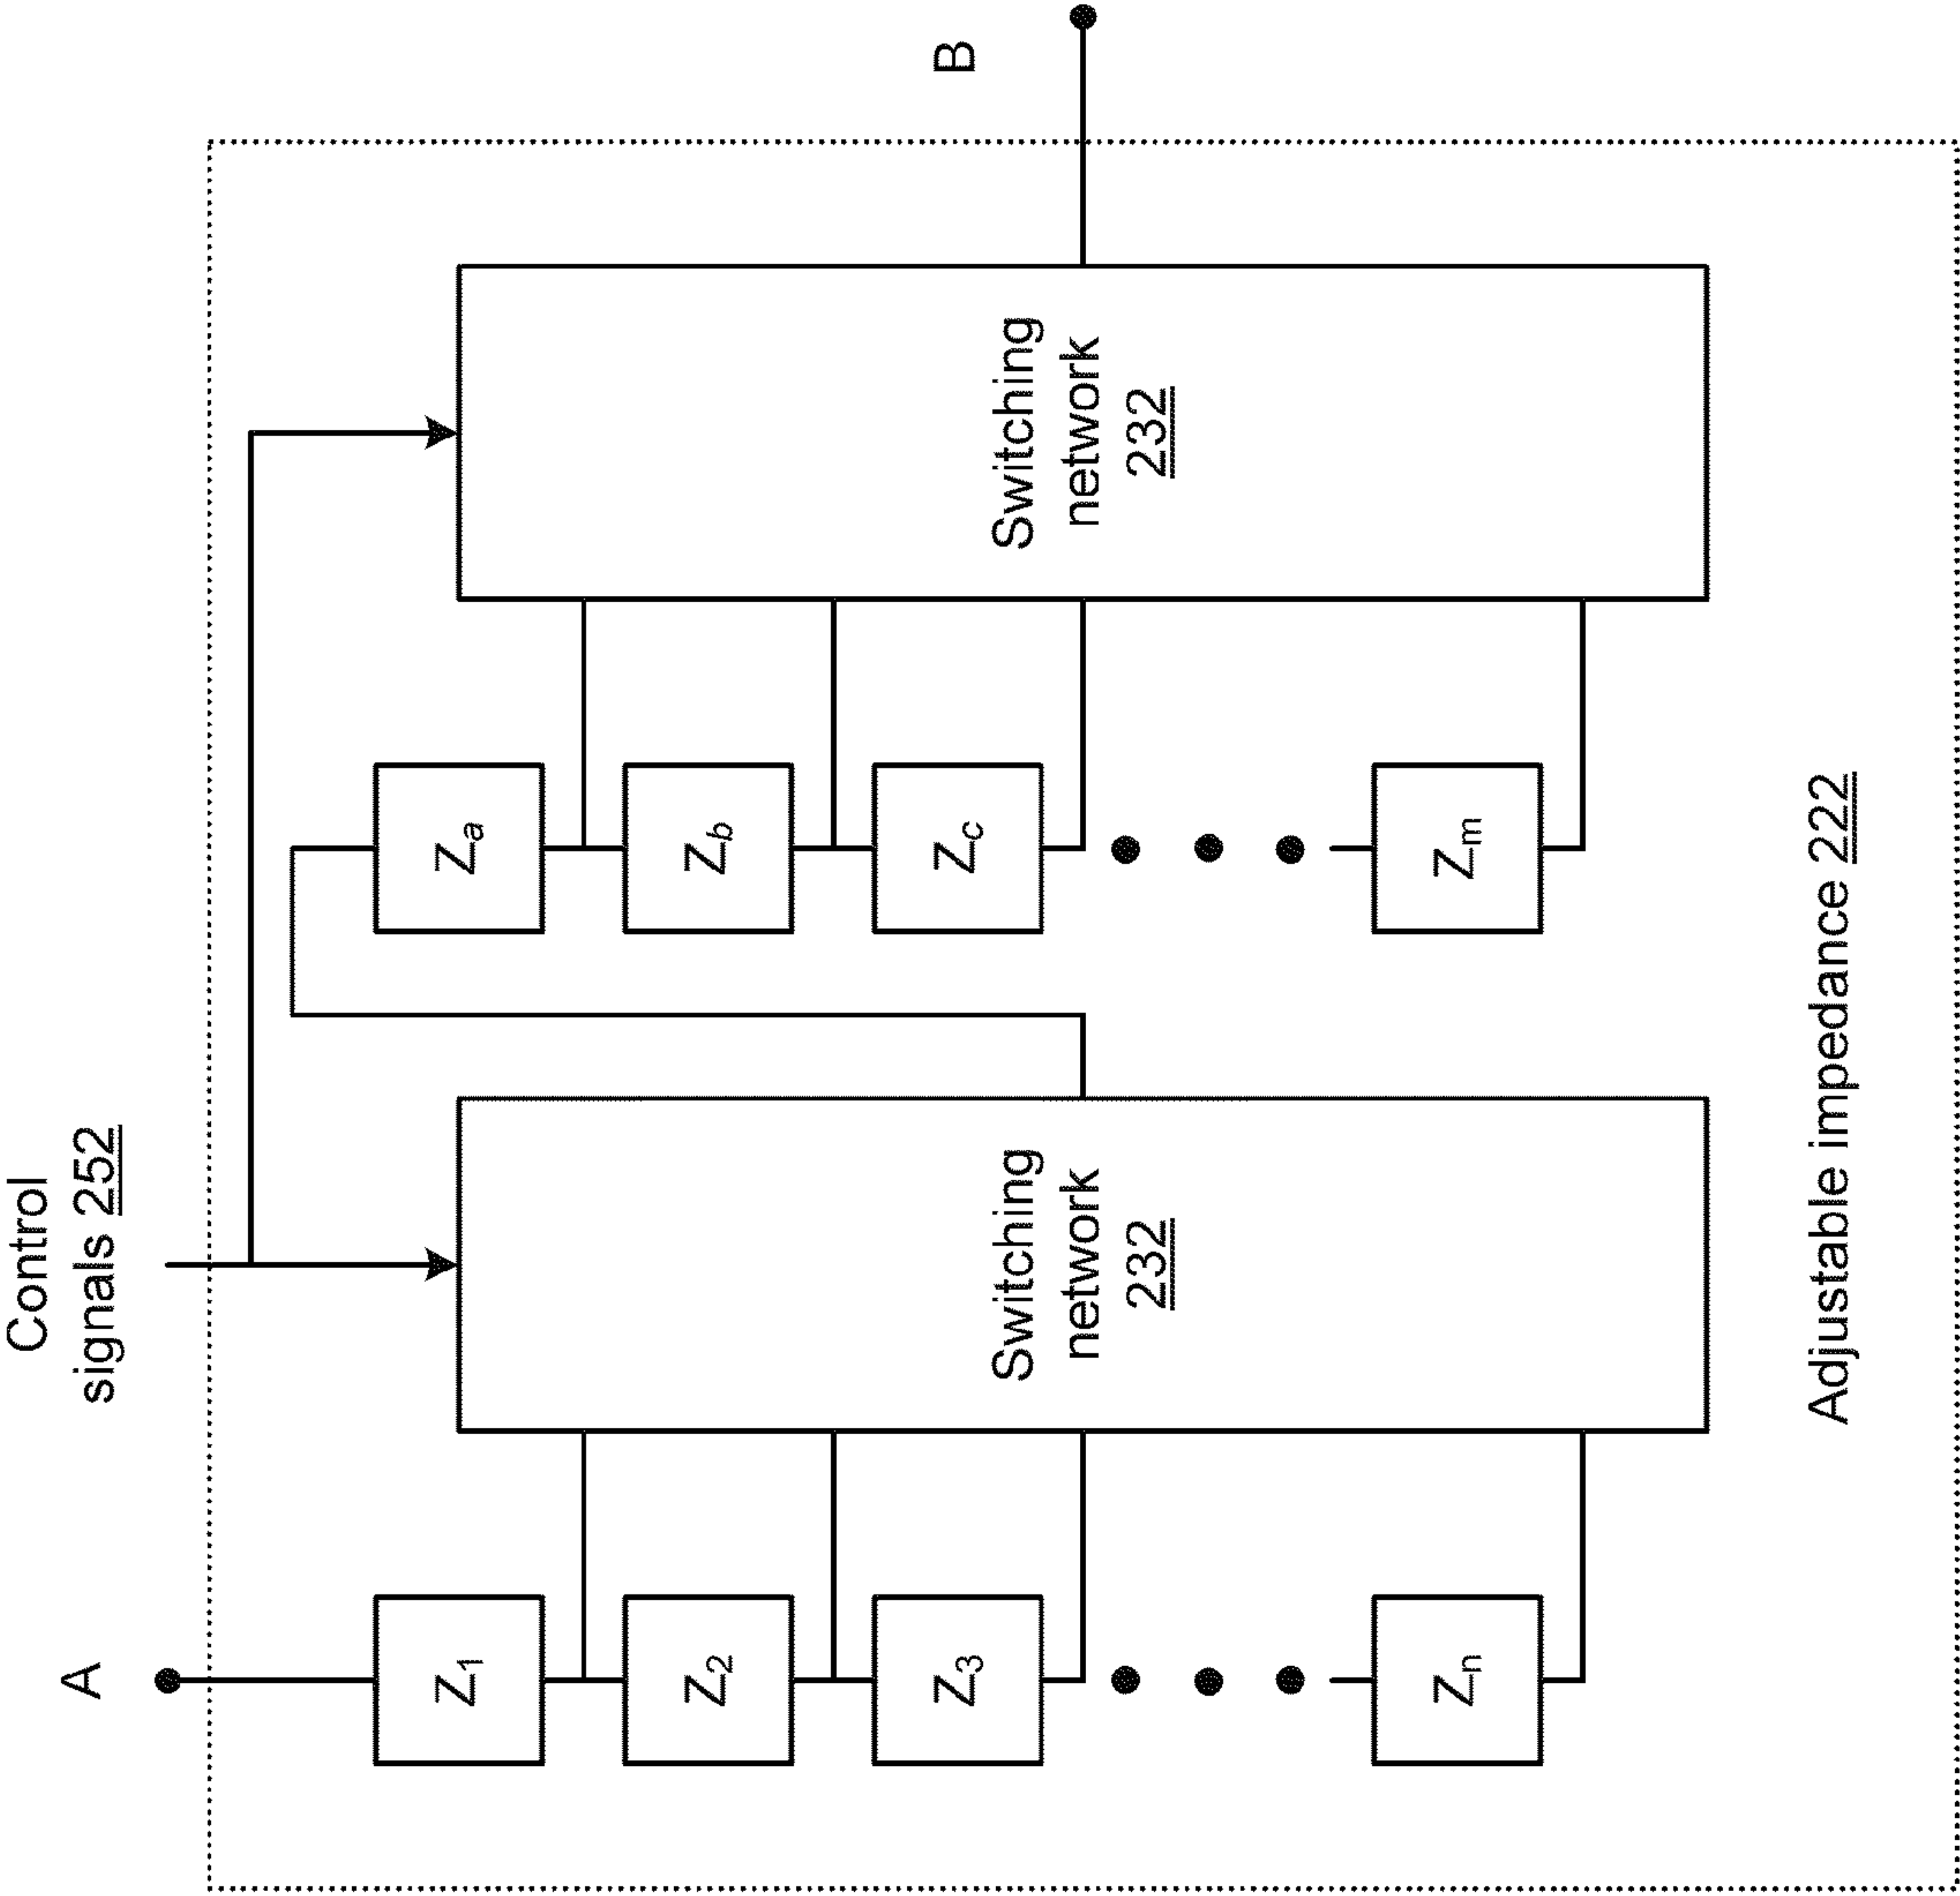 Control
signals 252
A
B
Z1
Z2
Z3
Zn
Switching
network
232
Za
Zb
Zc
Zm
Switching
network
232
Adjustable impedance 222